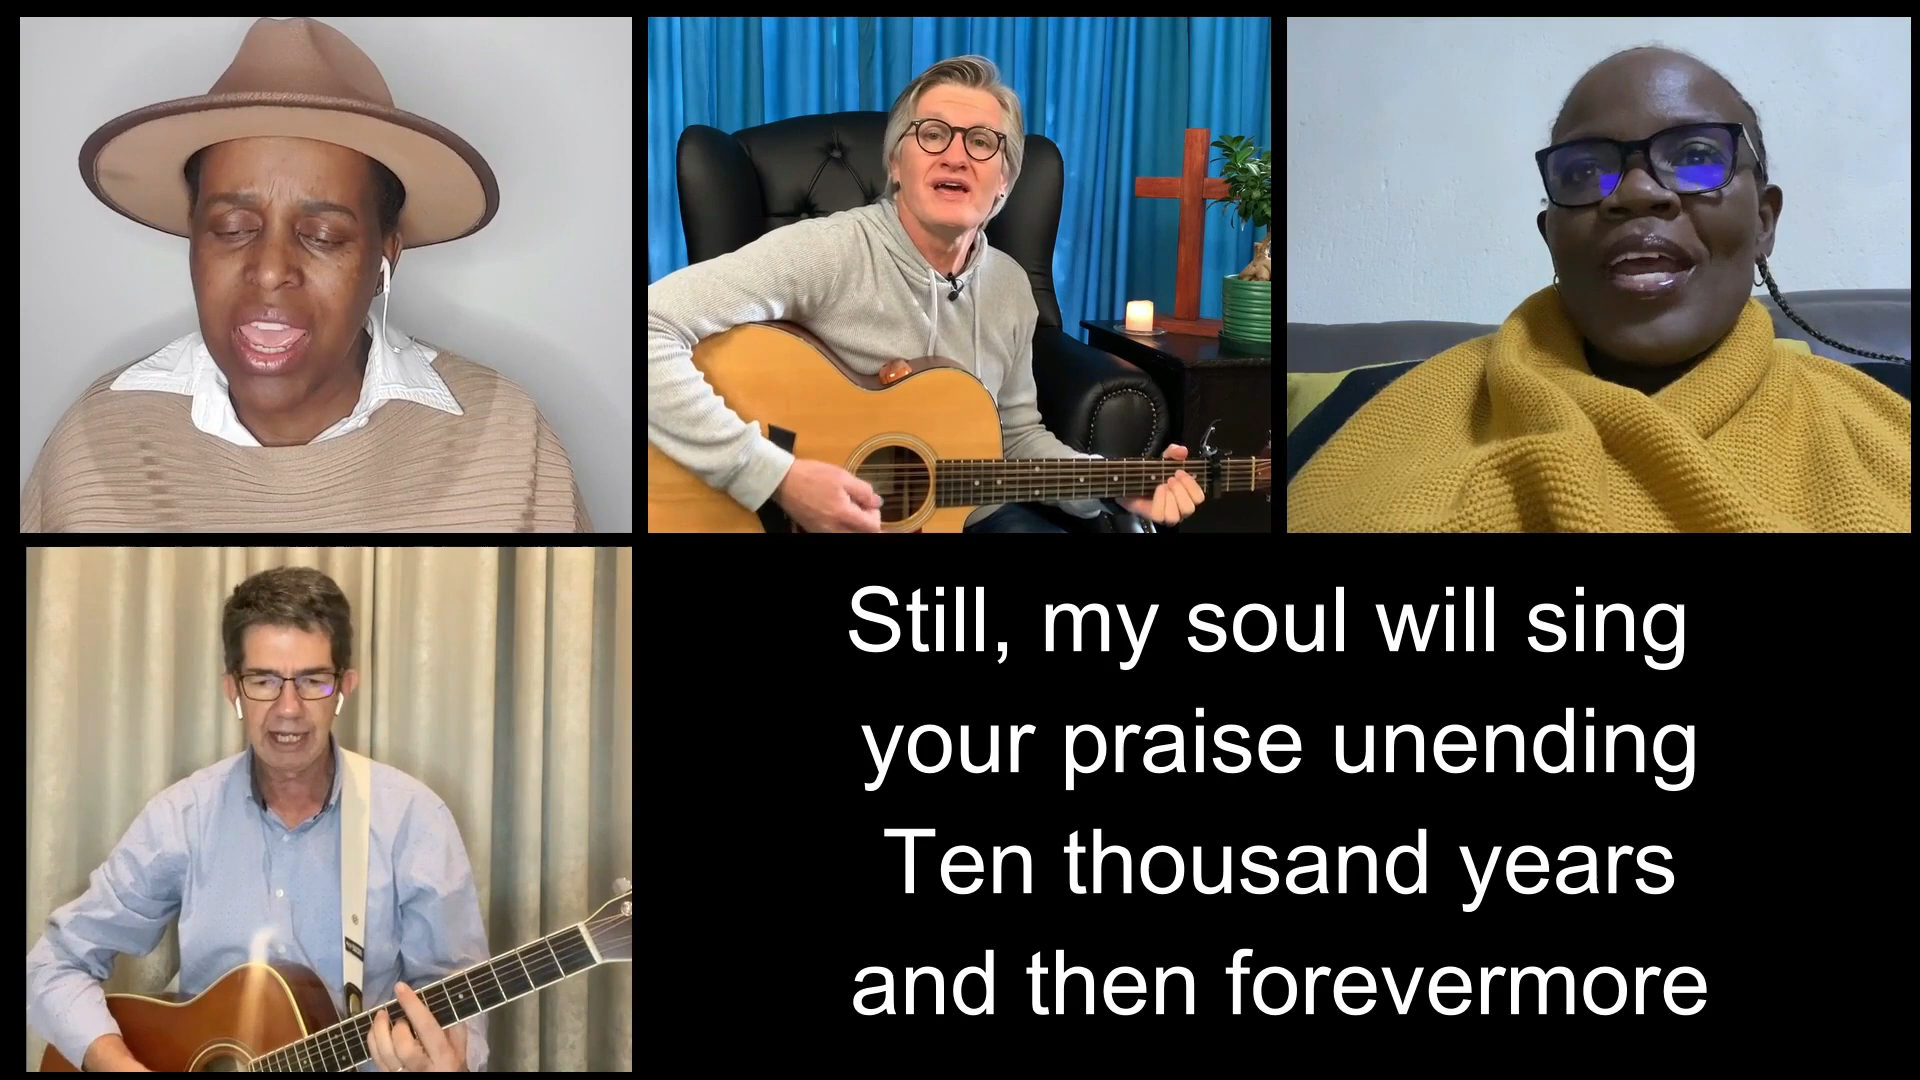 Still, my soul will sing
your praise unending
Ten thousand years
and then forevermore